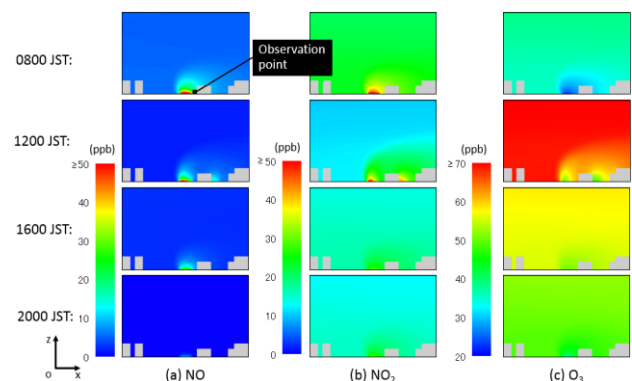 0800 JST:
Observation
point
1200 JST:
(ppb)
(ppb)
(ppb)
≥50
≥ 50
≥ 70
40
40
60
1600 JST:
30
30
50
20
20
40
2000 JST:
10
10
30
z
0
0
20
o
x
(a) NO
(b) NO₂
(c) O₃